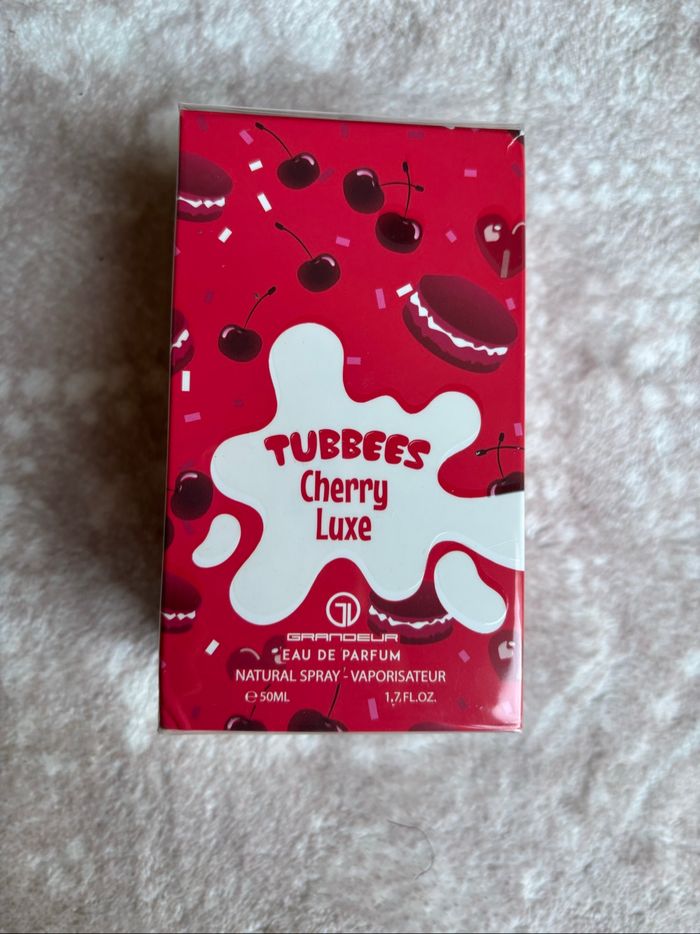 TUBBEES
Cherry
Luxe
GRANDEUR
EAU DE PARFUM
NATURAL SPRAY - VAPORISATEUR
℮ 50ML 1.7 FL.OZ.